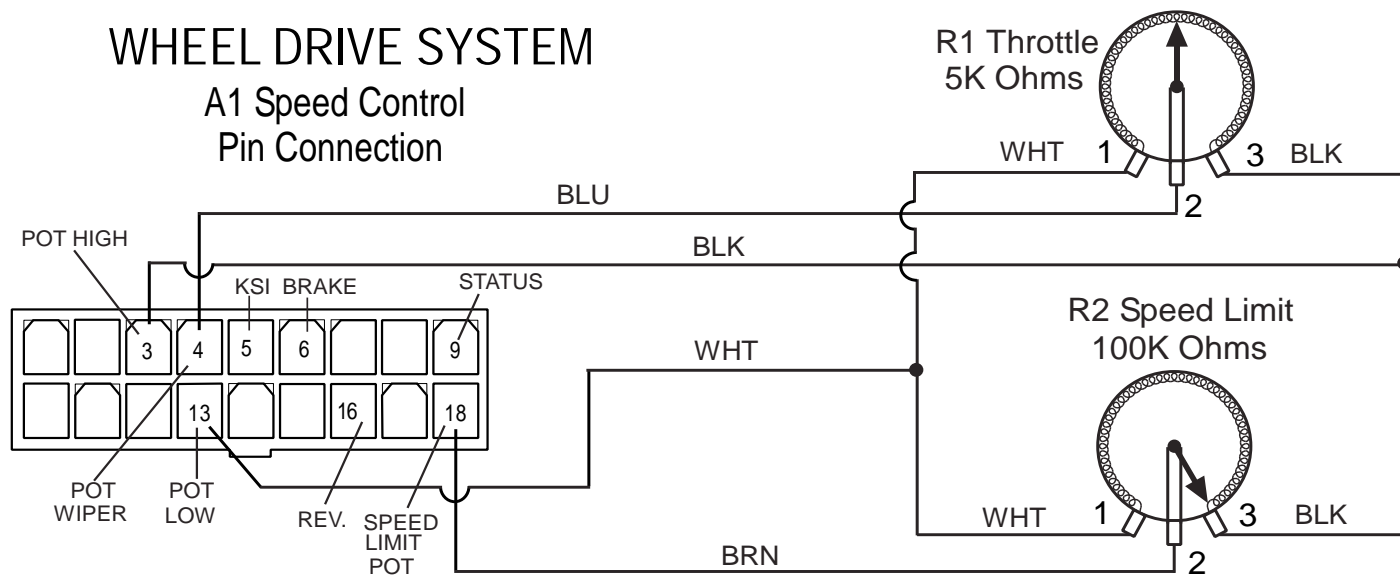 WHEEL DRIVE SYSTEM
A1 Speed Control
Pin Connection
R1 Throttle
5K Ohms
WHT
1
3
BLK
2
BLU
POT HIGH
BLK
KSI
BRAKE
STATUS
3
4
5
6
9
R2 Speed Limit
100K Ohms
WHT
13
16
18
POT
WIPER
POT
LOW
REV.
SPEED
LIMIT
POT
WHT
1
3
BLK
2
BRN